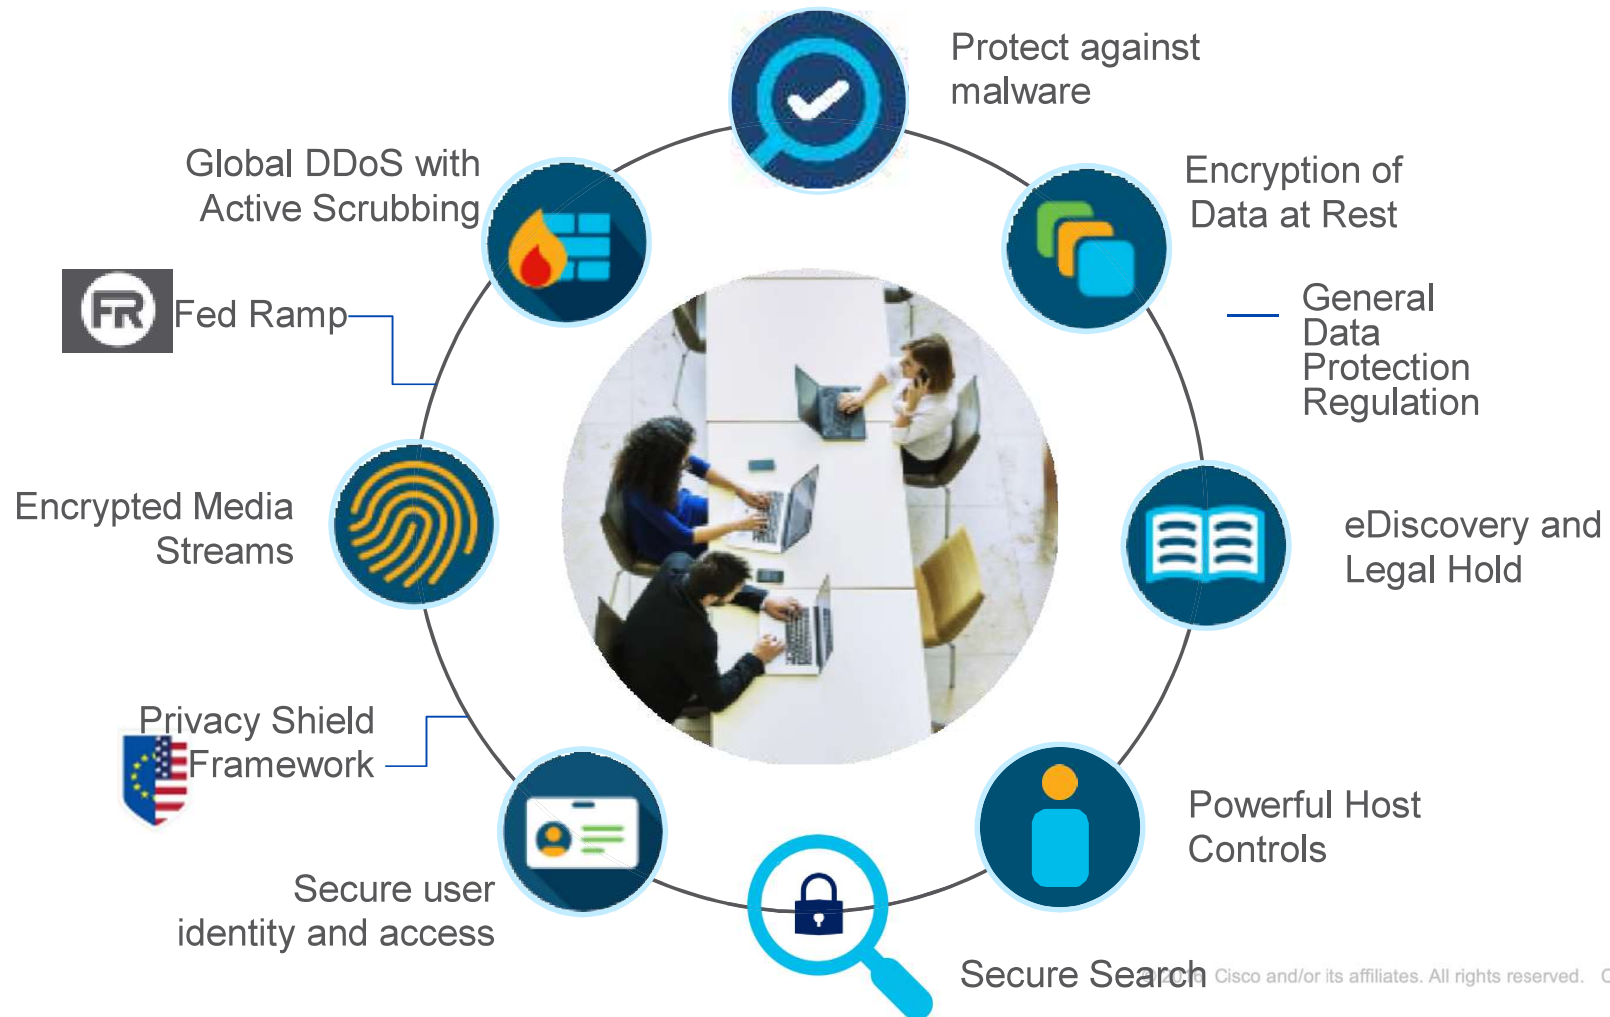 Protect against
malware
Global DDoS with
Active Scrubbing
Encryption of
Data at Rest
FR
Fed Ramp
General
Data
Protection
Regulation
Encrypted Media
Streams
eDiscovery and
Legal Hold
Privacy Shield
Framework
Powerful Host
Controls
Secure user
identity and access
Secure Search
Cisco and/or its affiliates. All rights reserved.